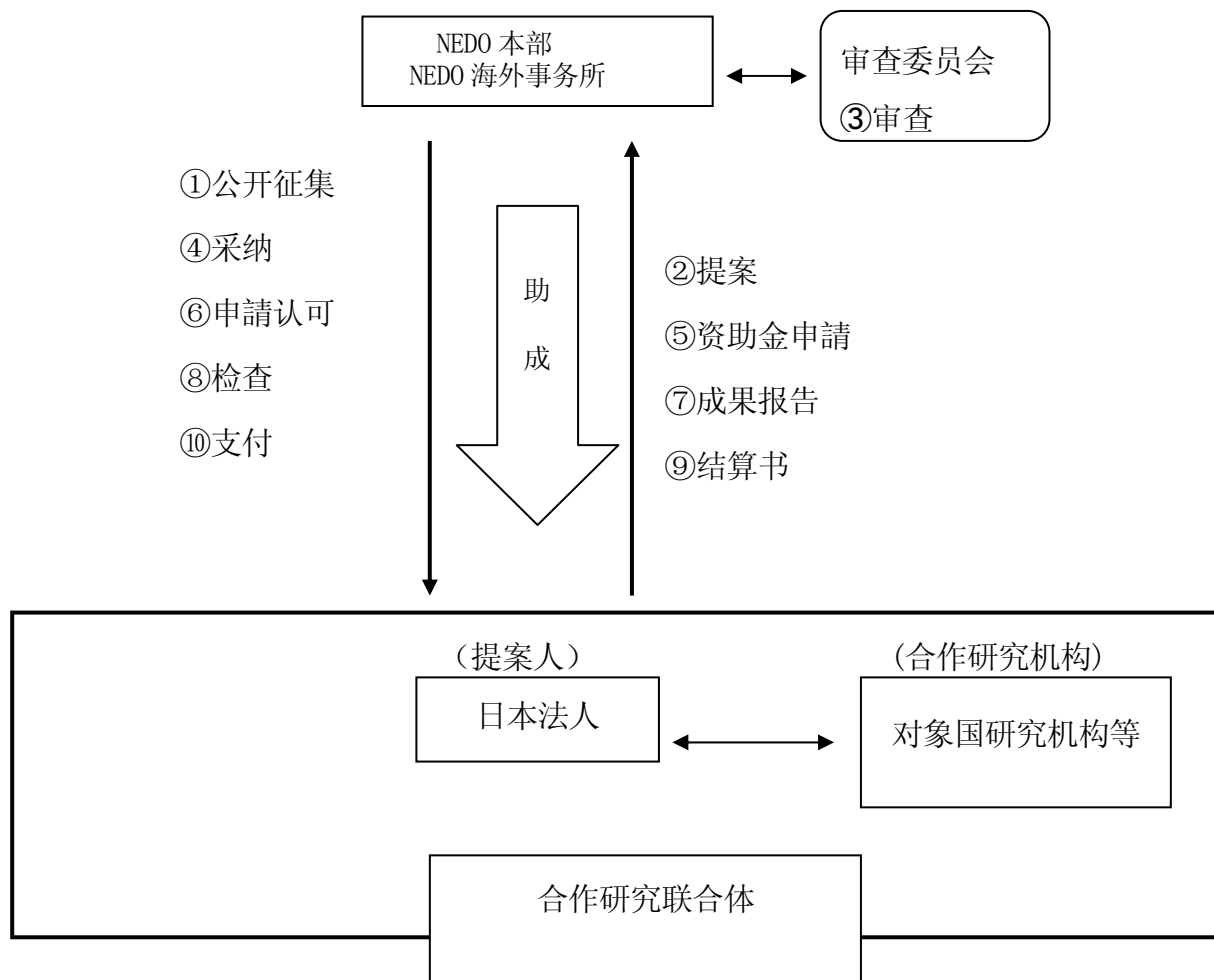 NEDO 本部
NEDO 海外事务所
审查委员会
③审查
①公开征集
④采纳
⑥申請认可
⑧检查
⑩支付
助
成
②提案
⑤资助金申請
⑦成果报告
⑨结算书
（提案人）
日本法人
(合作研究机构)
对象国研究机构等
合作研究联合体